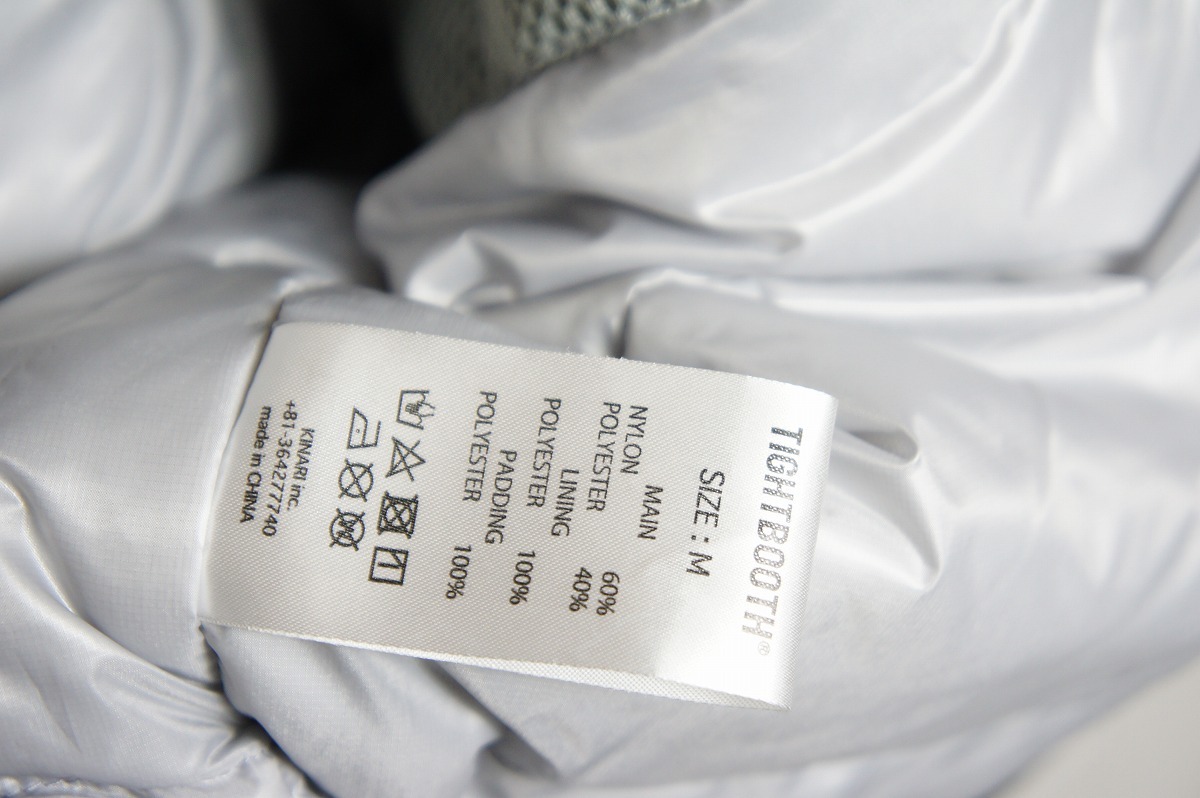 TIGHTBOOTH®
SIZE : M
MAIN
NYLON 60%
POLYESTER 40%
LINING
POLYESTER 100%
PADDING
POLYESTER 100%
KINARI inc.
+81-364277740
made in CHINA